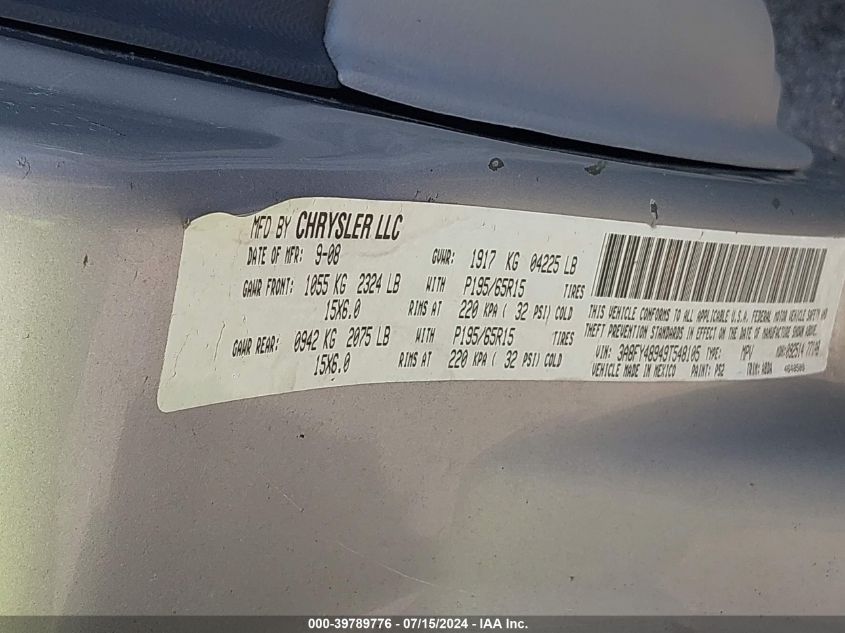 MFD BY CHRYSLER LLC
DATE OF MFR: 9-08 GVWR: 1917 KG 04225 LB
GAWR FRONT: 1055 KG 2324 LB WITH P195/65R15 TIRES
15X6.0 RIMS AT 220 KPA ( 32 PSI) COLD
GAWR REAR: 0942 KG 2075 LB WITH P195/65R15 TIRES
15X6.0 RIMS AT 220 KPA ( 32 PSI) COLD
THIS VEHICLE CONFORMS TO ALL APPLICABLE U.S.A. FEDERAL MOTOR VEHICLE SAFETY AND
THEFT PREVENTION STANDARDS IN EFFECT ON THE DATE OF MANUFACTURE SHOWN ABOVE.
VIN: 3A8FY48949T548105 TYPE: MPV MDH:
VEHICLE MADE IN MEXICO PAINT: PS2 TRIM:
000-39789776 - 07/15/2024 - IAA Inc.